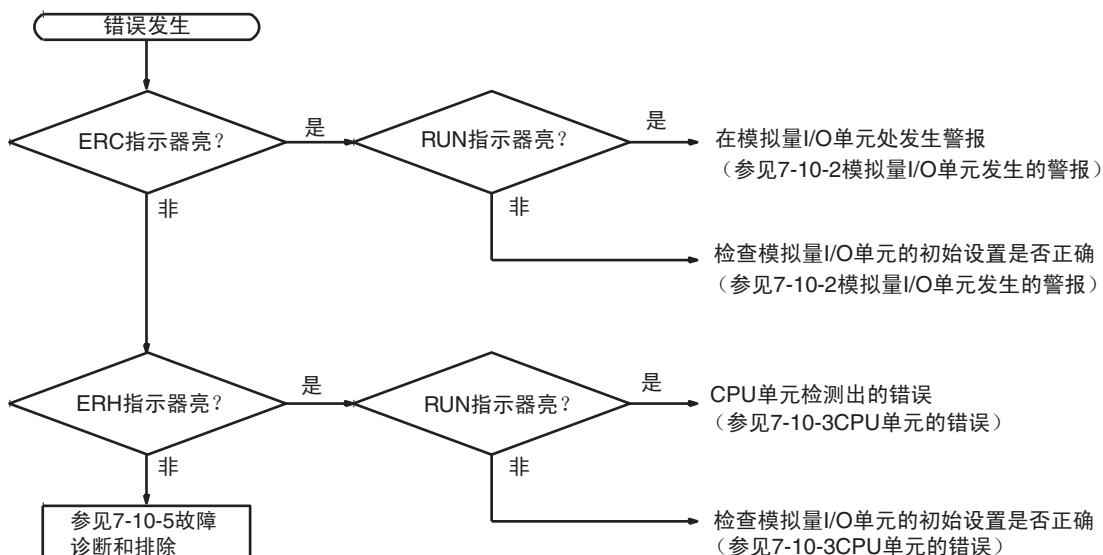 错误发生
ERC指示器亮？
是
RUN指示器亮？
是
在模拟量I/O单元处发生警报
（参见7-10-2模拟量I/O单元发生的警报）
非
非
检查模拟量I/O单元的初始设置是否正确
（参见7-10-2模拟量I/O单元发生的警报）
ERH指示器亮？
是
RUN指示器亮？
是
CPU单元检测出的错误
（参见7-10-3CPU单元的错误）
非
非
参见7-10-5故障
诊断和排除
检查模拟量I/O单元的初始设置是否正确
（参见7-10-3CPU单元的错误）